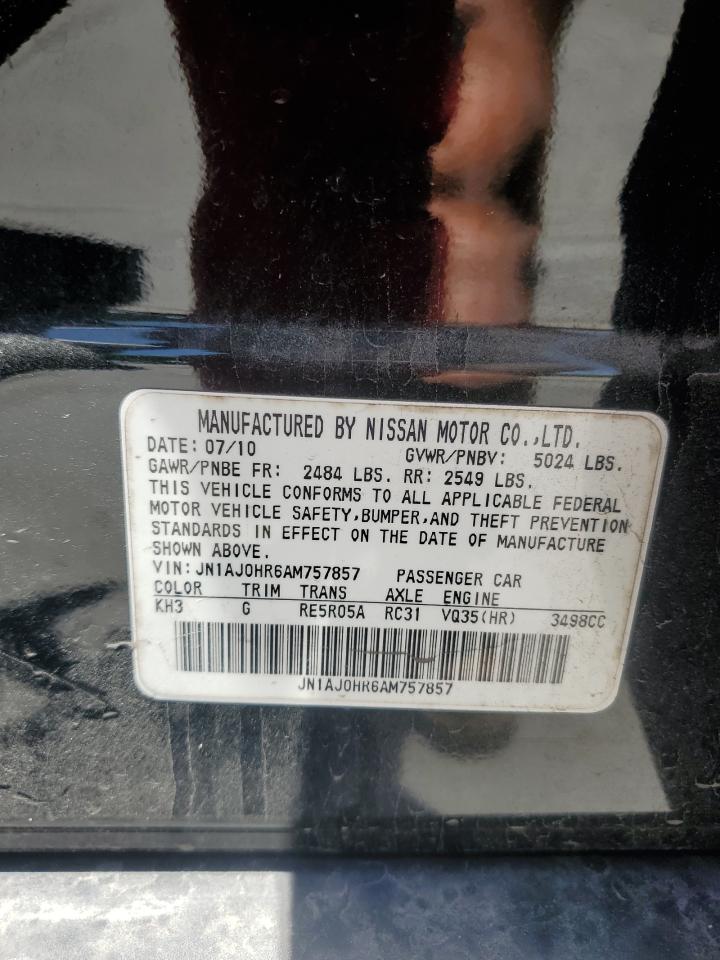 MANUFACTURED BY NISSAN MOTOR CO.,LTD.
DATE: 07/10 GVWR/PNBV: 5024 LBS.
GAWR/PNBE FR: 2484 LBS. RR: 2549 LBS.
THIS VEHICLE CONFORMS TO ALL APPLICABLE FEDERAL
MOTOR VEHICLE SAFETY,BUMPER,AND THEFT PREVENTION
STANDARDS IN EFFECT ON THE DATE OF MANUFACTURE
SHOWN ABOVE.
VIN: JN1AJ0HR6AM757857 PASSENGER CAR
COLOR TRIM TRANS AXLE ENGINE
KH3 G RE5R05A RC31 VQ35(HR) 3498CC
JN1AJ0HR6AM757857